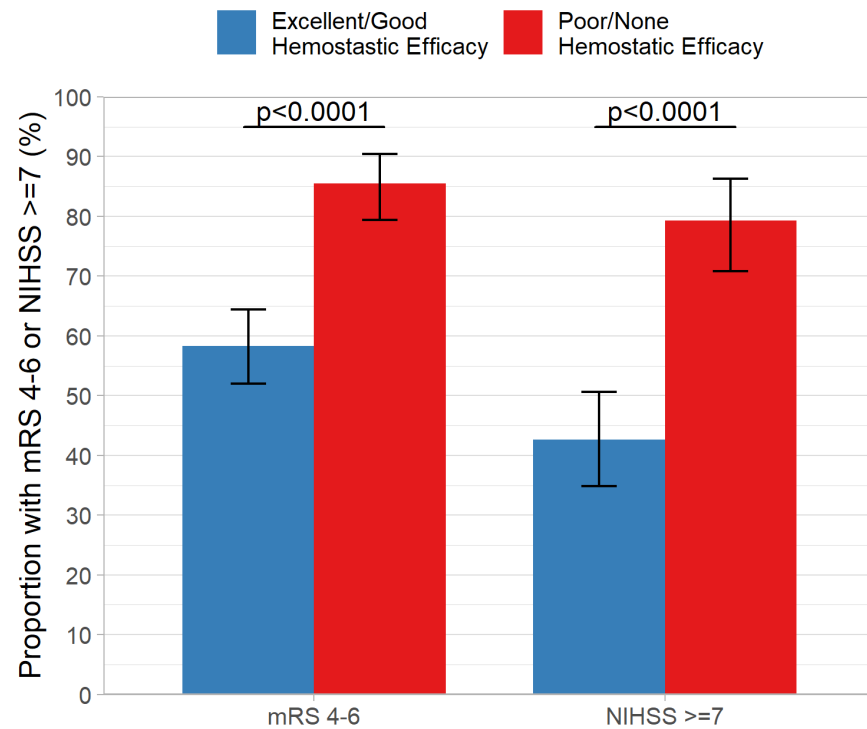 Excellent/Good
Hemostastic Efficacy
Poor/None
Hemostatic Efficacy
Proportion with mRS 4-6 or NIHSS >=7 (%)
100
90
80
70
60
50
40
30
20
10
0
p<0.0001
p<0.0001
mRS 4-6
NIHSS >=7